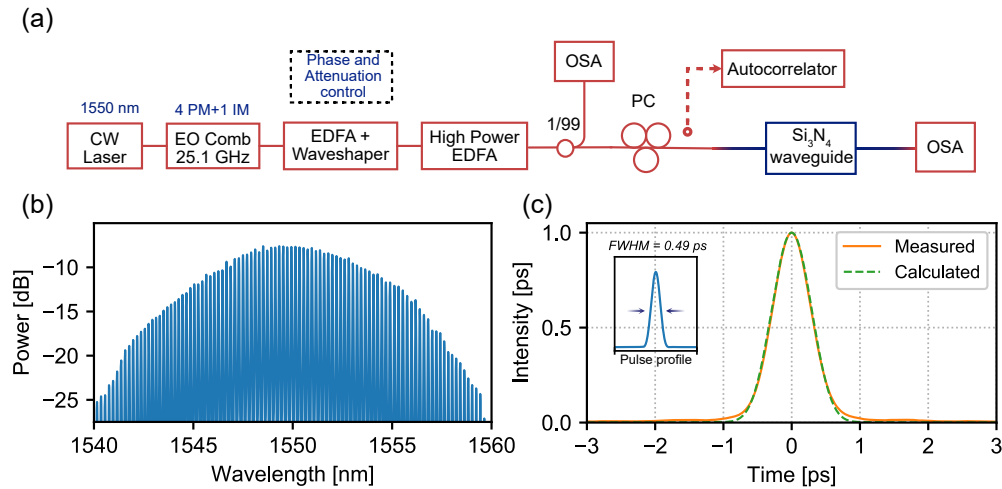 (a)
Phase and
Attenuation
control
OSA
Autocorrelator
1550 nm
4 PM+1 IM
PC
1/99
CW
Laser
EO Comb
25.1 GHz
EDFA +
Waveshaper
High Power
EDFA
Si₃N₄
waveguide
OSA
(b)
−10
−15
−20
−25
Power [dB]
1540
1545
1550
1555
1560
Wavelength [nm]
(c)
1.0
0.5
0.0
Intensity [ps]
FWHM = 0.49 ps
Pulse profile
Measured
Calculated
−3
−2
−1
0
1
2
3
Time [ps]